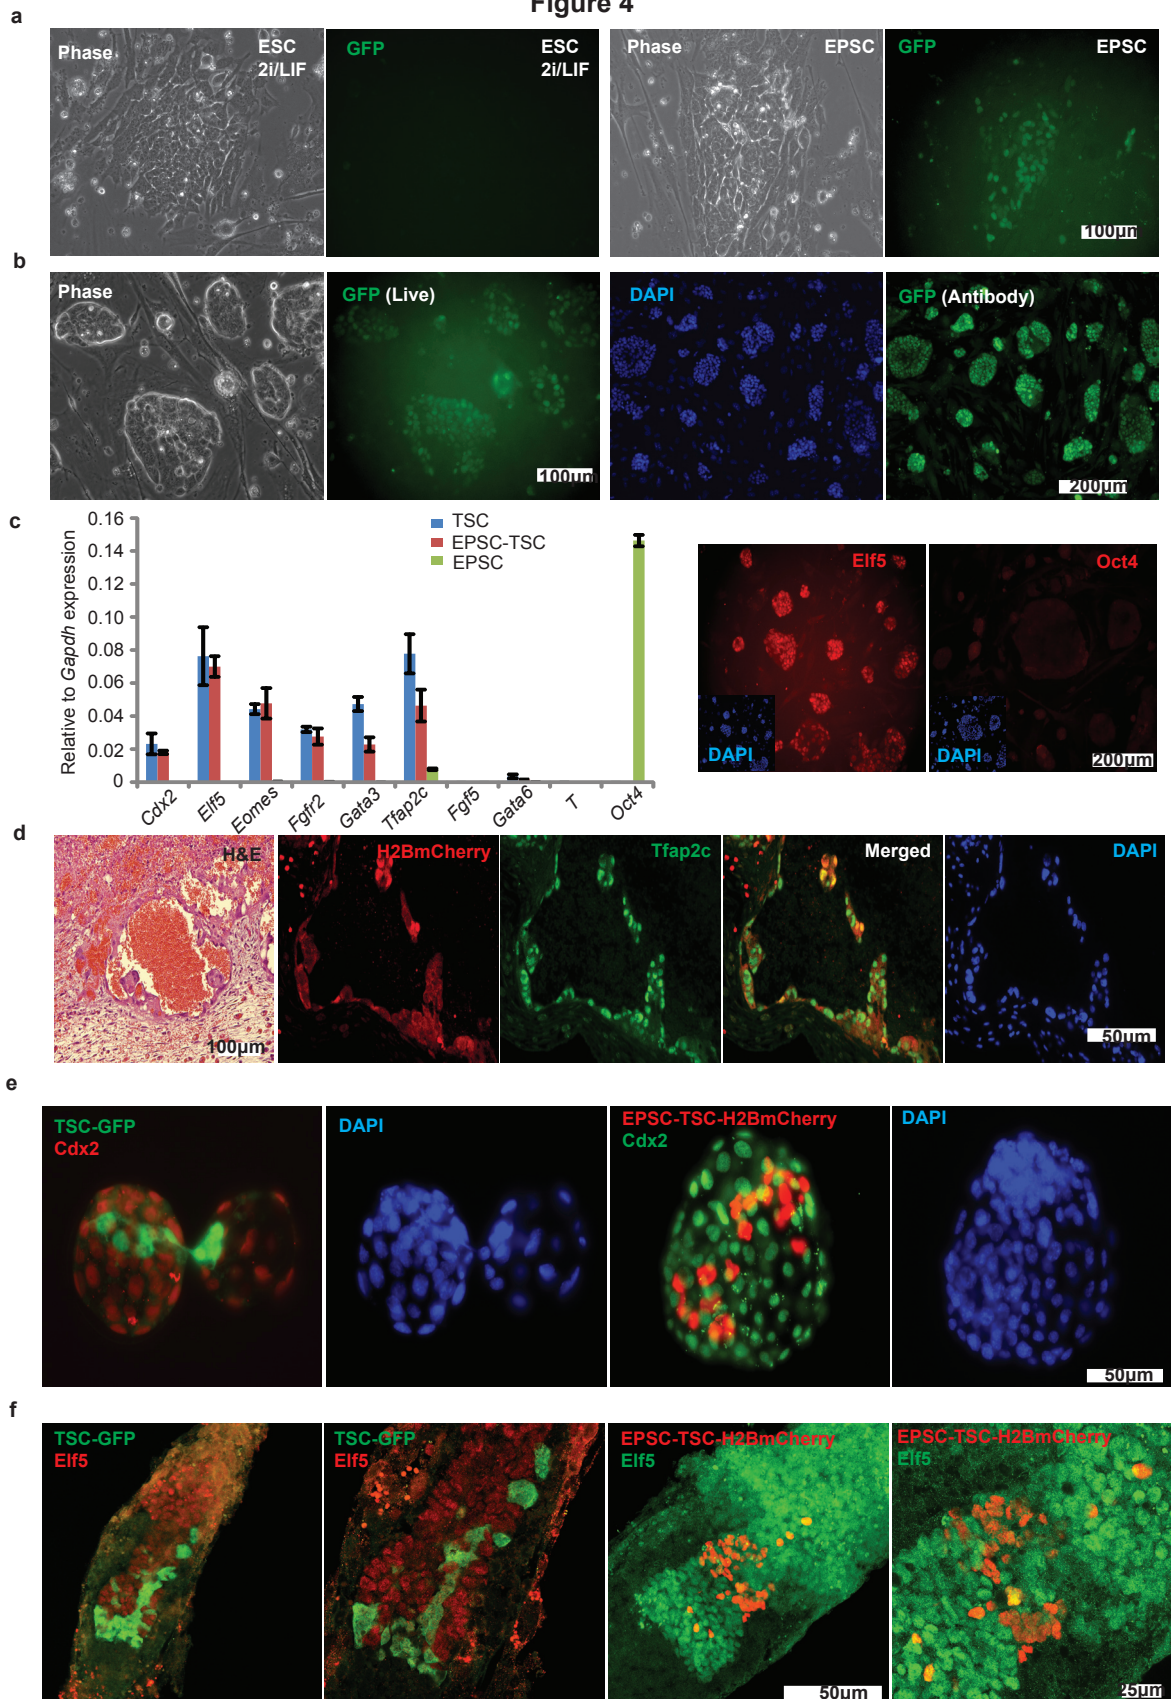 Figure 4
a
Phase
ESC
2i/LIF
GFP
ESC
2i/LIF
Phase
EPSC
GFP
EPSC
100µm
b
Phase
GFP (Live)
100µm
DAPI
GFP (Antibody)
200µm
c
Relative to Gapdh expression
0.16
0.14
0.12
0.10
0.08
0.06
0.04
0.02
0
TSC
EPSC-TSC
EPSC
Cdx2
Elf5
Eomes
Fgfr2
Gata3
Tfap2c
Fgf5
Gata6
T
Oct4
Elf5
DAPI
Oct4
DAPI
200µm
d
H&E
100µm
H2BmCherry
Tfap2c
Merged
DAPI
50µm
e
TSC-GFP
Cdx2
DAPI
EPSC-TSC-H2BmCherry
Cdx2
DAPI
50µm
f
TSC-GFP
Elf5
TSC-GFP
Elf5
EPSC-TSC-H2BmCherry
Elf5
50µm
EPSC-TSC-H2BmCherry
Elf5
25µm